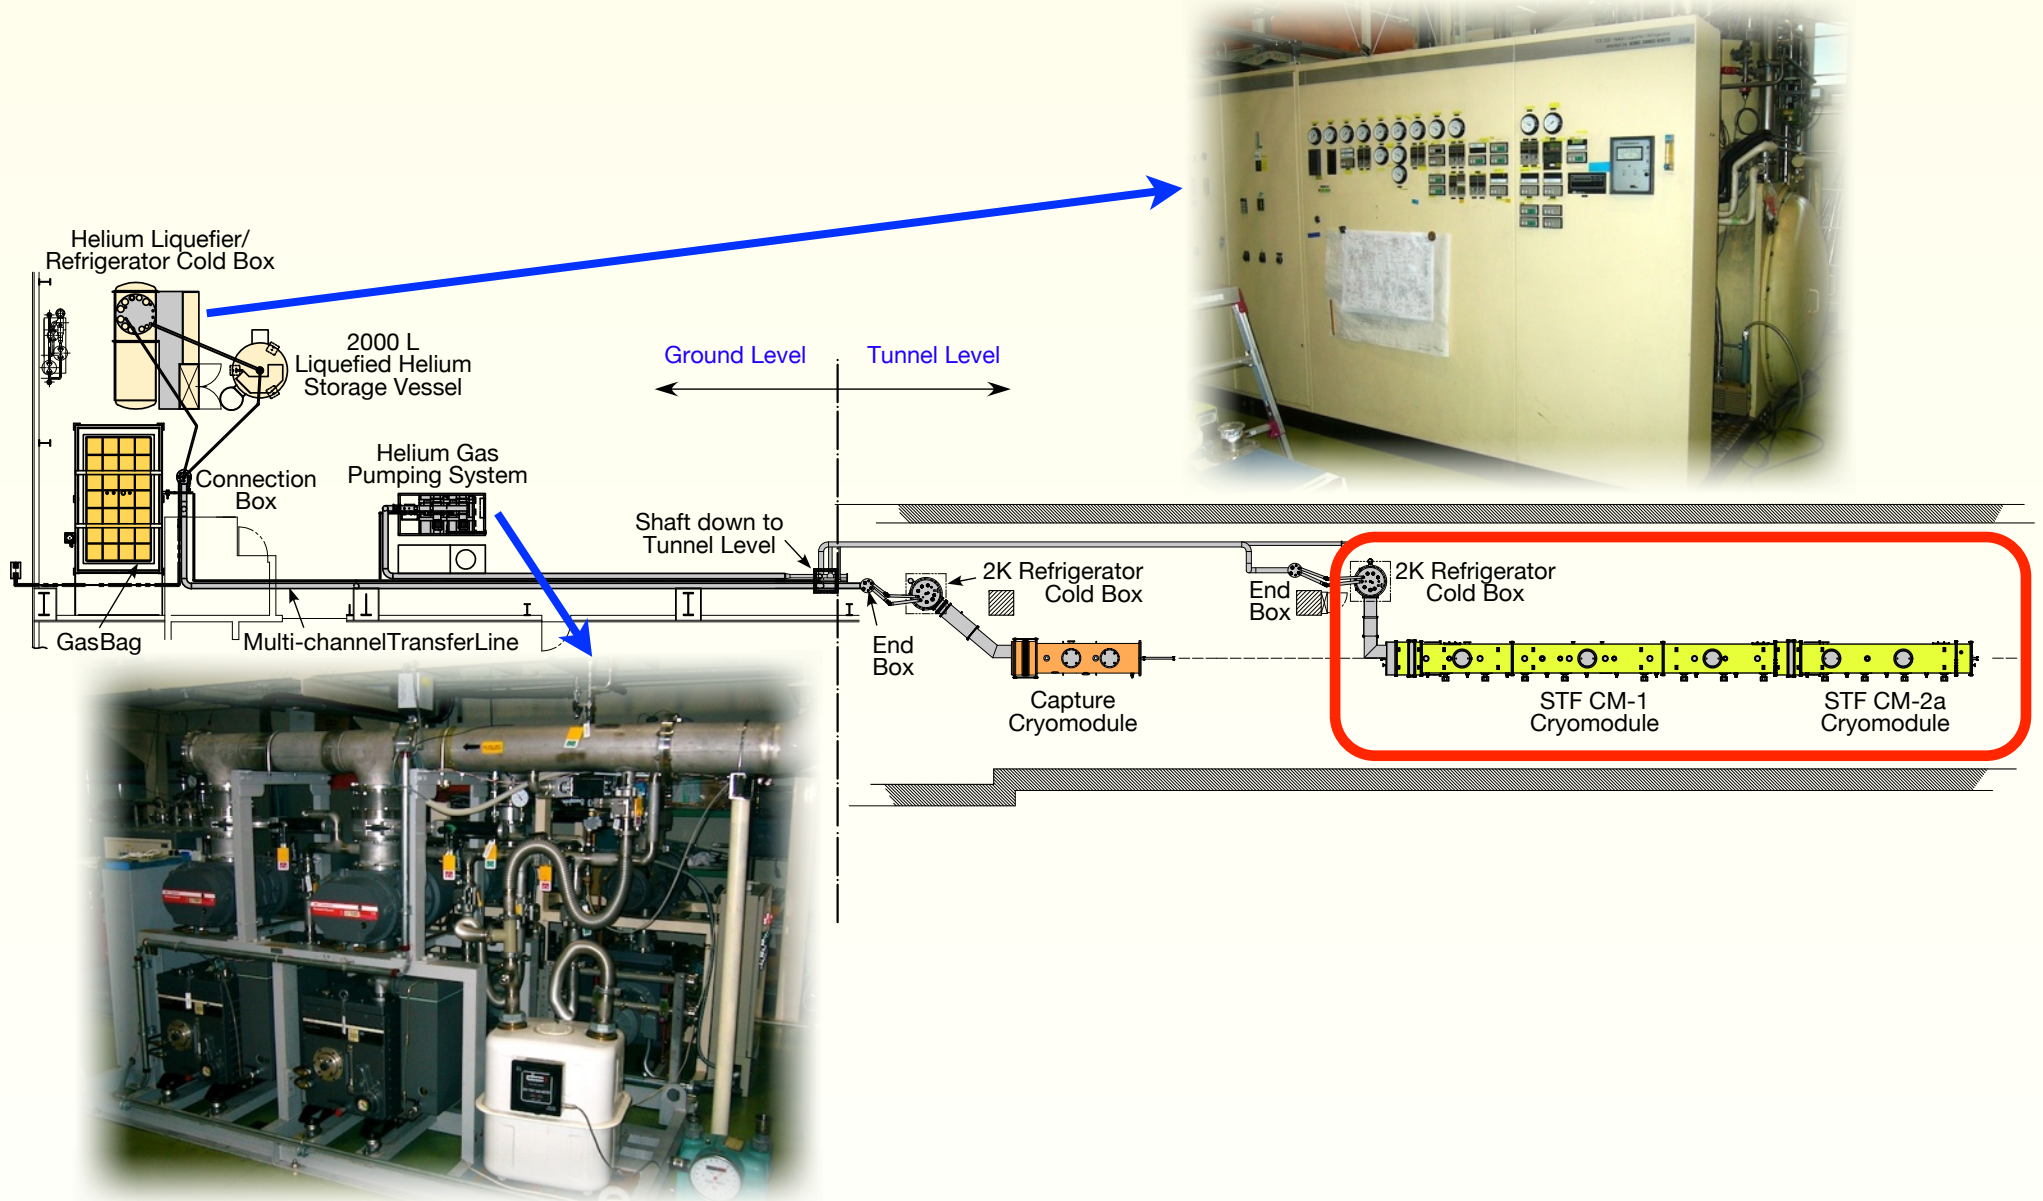 Helium Liquefier/
Refrigerator Cold Box
2000 L
Liquefied Helium
Storage Vessel
Ground Level
Tunnel Level
Helium Gas
Pumping System
Connection
Box
Shaft down to
Tunnel Level
2K Refrigerator
Cold Box
End
Box
2K Refrigerator
Cold Box
GasBag
Multi-channelTransferLine
End
Box
Capture
Cryomodule
STF CM-1
Cryomodule
STF CM-2a
Cryomodule